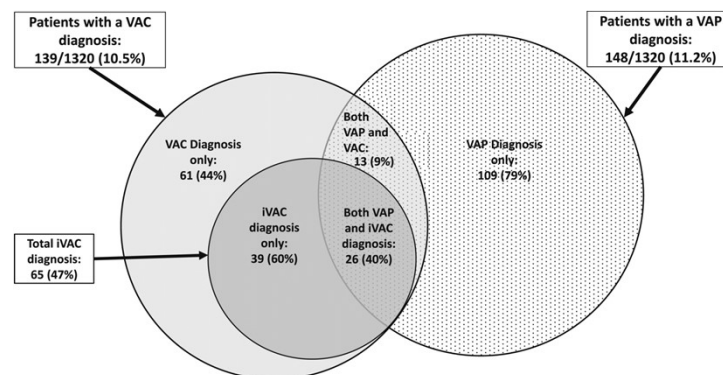 Patients with a VAC
diagnosis:
139/1320 (10.5%)
Patients with a VAP
diagnosis:
148/1320 (11.2%)
VAC Diagnosis
only:
61 (44%)
Both
VAP and
VAC:
13 (9%)
VAP Diagnosis
only:
109 (79%)
iVAC
diagnosis
only:
39 (60%)
Both VAP
and iVAC
diagnosis:
26 (40%)
Total iVAC
diagnosis:
65 (47%)